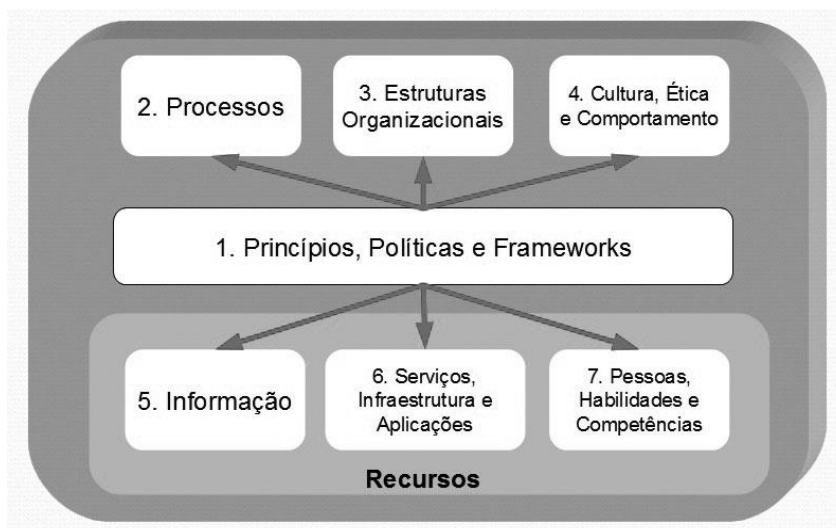 2. Processos
3. Estruturas
Organizacionais
4. Cultura, Ética
e Comportamento
1. Princípios, Políticas e Frameworks
5. Informação
6. Serviços,
Infraestrutura e
Aplicações
7. Pessoas,
Habilidades e
Competências
Recursos